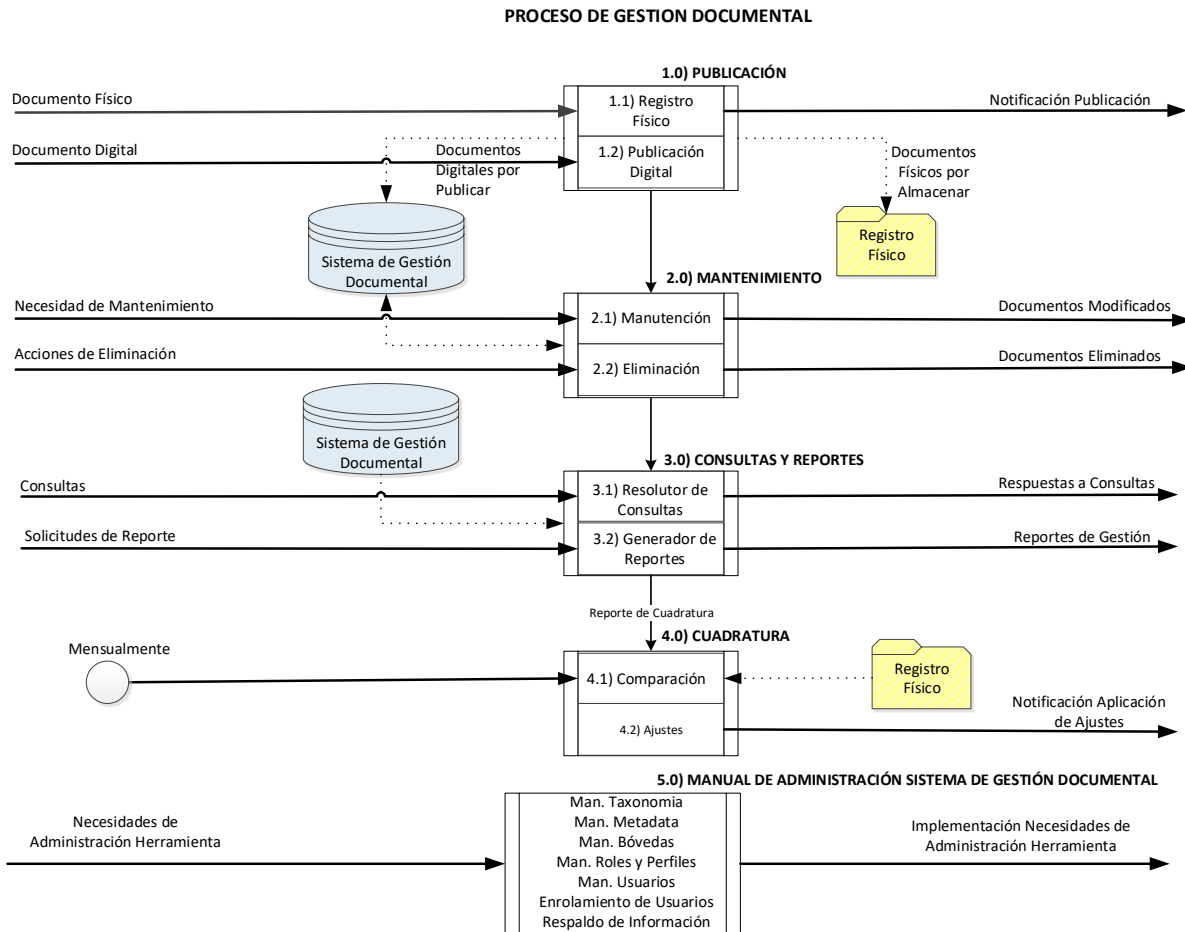 PROCESO DE GESTION DOCUMENTAL
1.0) PUBLICACIÓN
Documento Físico
1.1) Registro
Físico
Notificación Publicación
Documento Digital
Documentos
Digitales por
Publicar
1.2) Publicación
Digital
Documentos
Físicos por
Almacenar
Sistema de Gestión
Documental
Registro
Físico
2.0) MANTENIMIENTO
Necesidad de Mantenimiento
2.1) Manutención
Documentos Modificados
Acciones de Eliminación
2.2) Eliminación
Documentos Eliminados
Sistema de Gestión
Documental
3.0) CONSULTAS Y REPORTES
Consultas
3.1) Resolutor de
Consultas
Respuestas a Consultas
Solicitudes de Reporte
3.2) Generador de
Reportes
Reportes de Gestión
Reporte de Cuadratura
4.0) CUADRATURA
Mensualmente
4.1) Comparación
Registro
Físico
4.2) Ajustes
Notificación Aplicación
de Ajustes
5.0) MANUAL DE ADMINISTRACIÓN SISTEMA DE GESTIÓN DOCUMENTAL
Necesidades de
Administración Herramienta
Man. Taxonomia
Man. Metadata
Man. Bóvedas
Man. Roles y Perfiles
Man. Usuarios
Enrolamiento de Usuarios
Respaldo de Información
Implementación Necesidades de
Administración Herramienta